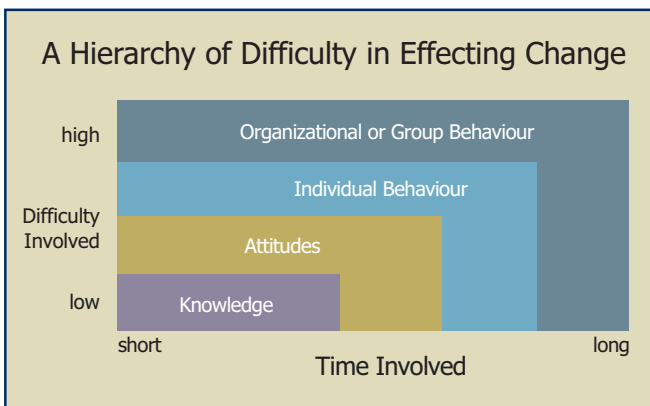 A Hierarchy of Difficulty in Effecting Change
high
Organizational or Group Behaviour
Individual Behaviour
Difficulty
Involved
Attitudes
low
Knowledge
short
long
Time Involved